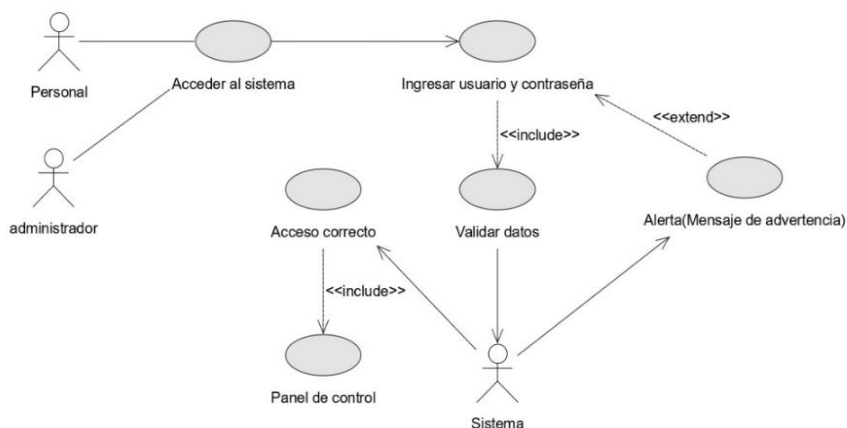 Personal
Acceder al sistema
Ingresar usuario y contraseña
<<extend>>
<<include>>
administrador
Acceso correcto
Validar datos
Alerta(Mensaje de advertencia)
<<include>>
Panel de control
Sistema